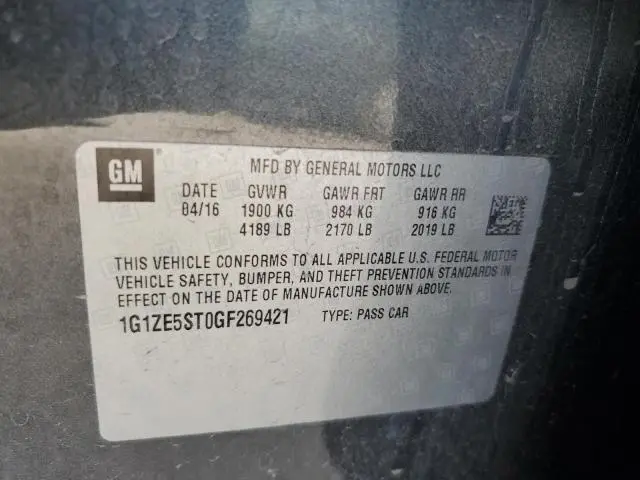 GM
MFD BY GENERAL MOTORS LLC
DATE GVWR GAWR FRT GAWR RR
04/16 1900 KG 984 KG 916 KG
4189 LB 2170 LB 2019 LB
THIS VEHICLE CONFORMS TO ALL APPLICABLE U.S. FEDERAL MOTOR
VEHICLE SAFETY, BUMPER, AND THEFT PREVENTION STANDARDS IN
EFFECT ON THE DATE OF MANUFACTURE SHOWN ABOVE.
1G1ZE5ST0GF269421 TYPE: PASS CAR